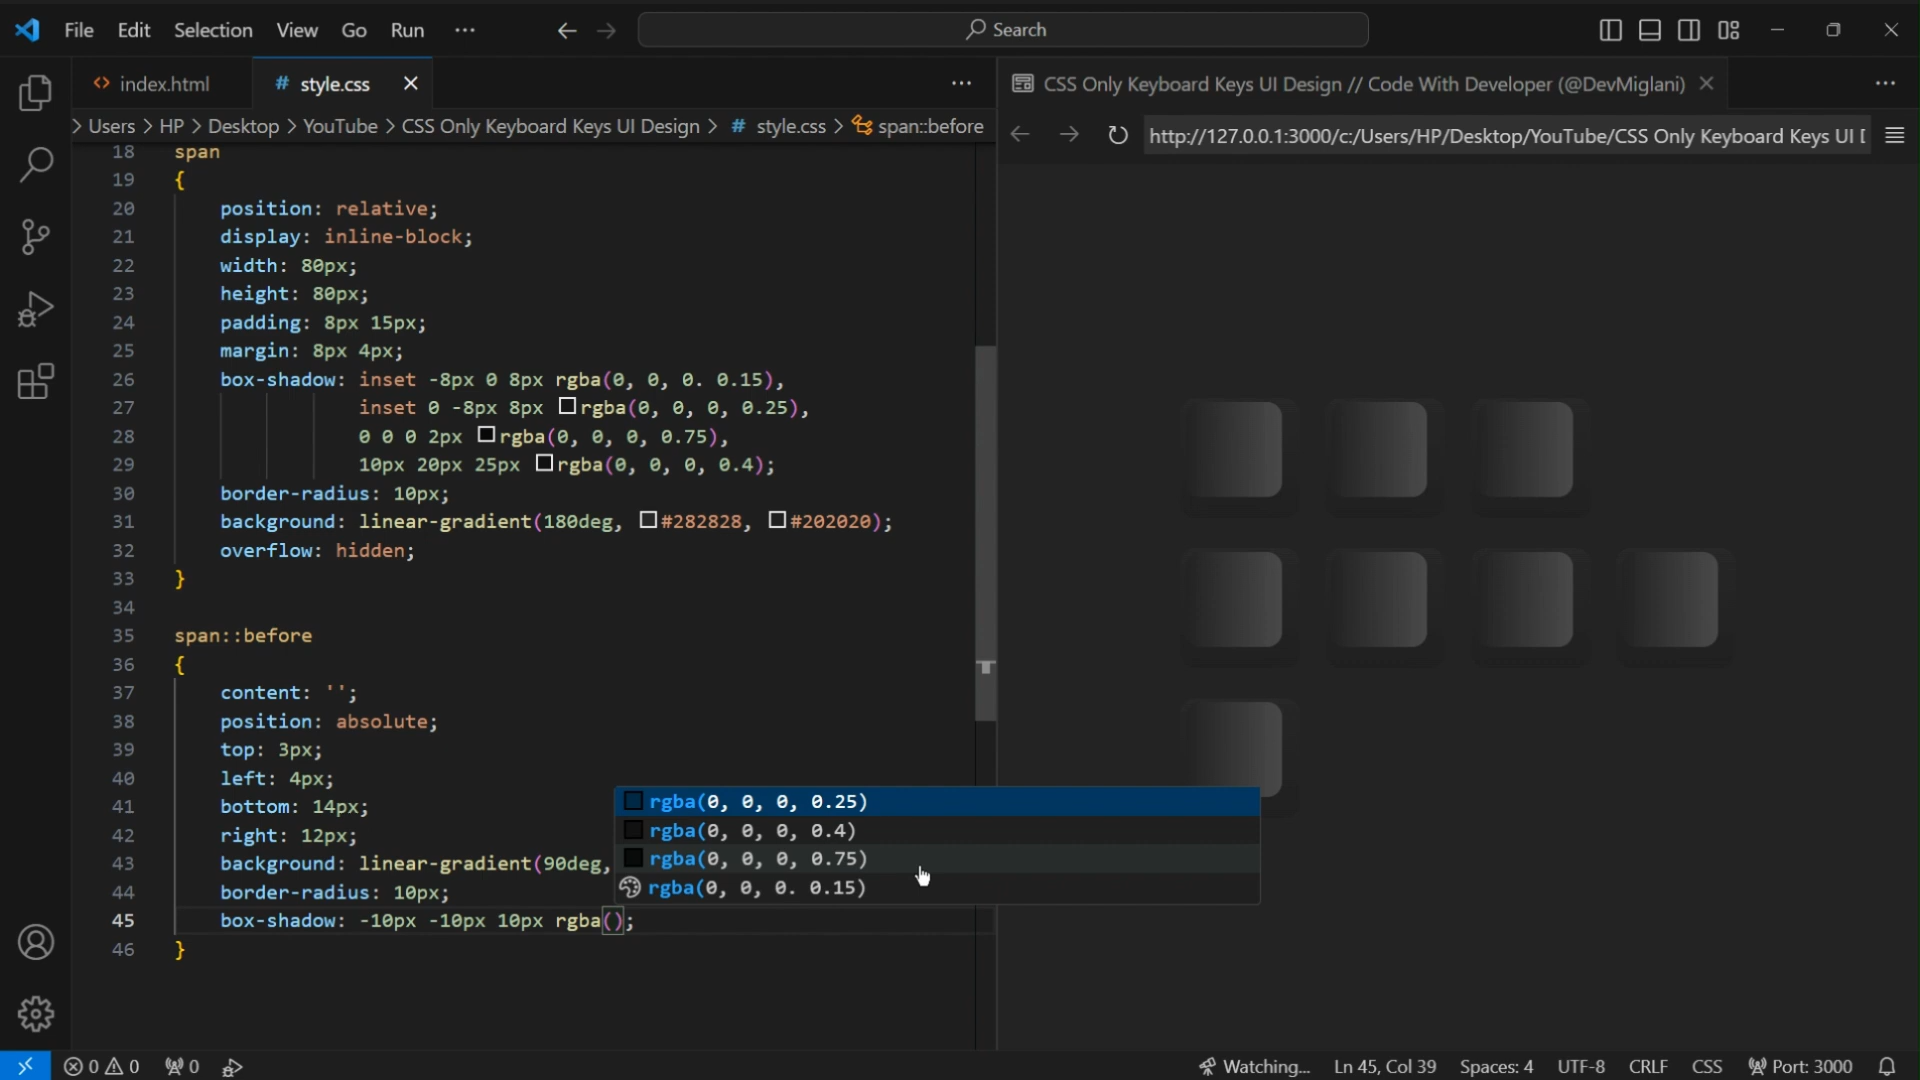 File Edit Selection View Go Run ··· Search
index.html # style.css
CSS Only Keyboard Keys UI Design // Code With Developer (@DevMiglani)
> Users > HP > Desktop > YouTube > CSS Only Keyboard Keys UI Design > # style.css > span::before
http://127.0.0.1:3000/c:/Users/HP/Desktop/YouTube/CSS Only Keyboard Keys UI
18 span
19 {
20 position: relative;
21 display: inline-block;
22 width: 80px;
23 height: 80px;
24 padding: 8px 15px;
25 margin: 8px 4px;
26 box-shadow: inset -8px 0 8px rgba(0, 0, 0. 0.15),
27 inset 0 -8px 8px rgba(0, 0, 0, 0.25),
28 0 0 0 2px rgba(0, 0, 0, 0.75),
29 10px 20px 25px rgba(0, 0, 0, 0.4);
30 border-radius: 10px;
31 background: linear-gradient(180deg, #282828, #202020);
32 overflow: hidden;
33 }
34
35 span::before
36 {
37 content: '';
38 position: absolute;
39 top: 3px;
40 left: 4px;
41 bottom: 14px;
42 right: 12px;
43 background: linear-gradient(90deg,
44 border-radius: 10px;
45 box-shadow: -10px -10px 10px rgba();
46 }
rgba(0, 0, 0, 0.25)
rgba(0, 0, 0, 0.4)
rgba(0, 0, 0, 0.75)
rgba(0, 0, 0. 0.15)
0 0 0 Watching... Ln 45, Col 39 Spaces: 4 UTF-8 CRLF CSS Port: 3000